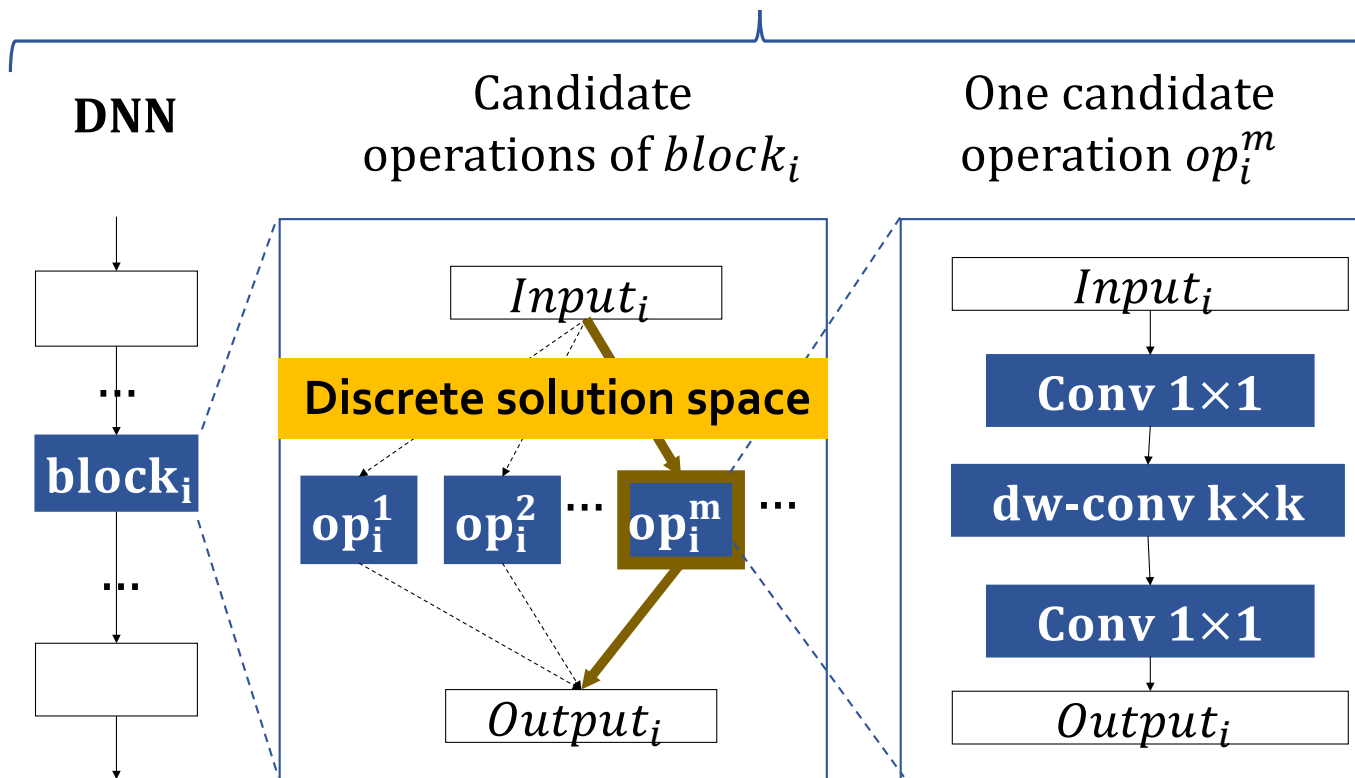 DNN
...
block_i
...
Candidate
operations of block_i
Input_i
Discrete solution space
op_i^1 op_i^2 ... op_i^m ...
Output_i
One candidate
operation op_i^m
Input_i
Conv 1×1
dw-conv k×k
Conv 1×1
Output_i